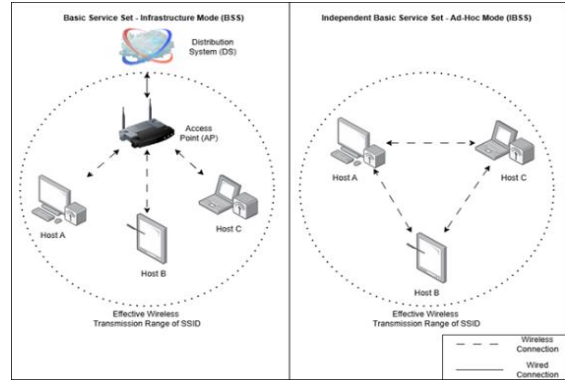 Basic Service Set - Infrastructure Mode (BSS)
Distribution
System (DS)
Access
Point (AP)
Host A
Host B
Host C
Effective Wireless
Transmission Range of SSID
Independent Basic Service Set - Ad-Hoc Mode (IBSS)
Host A
Host C
Host B
Effective Wireless
Transmission Range of SSID
Wireless
Connection
Wired
Connection